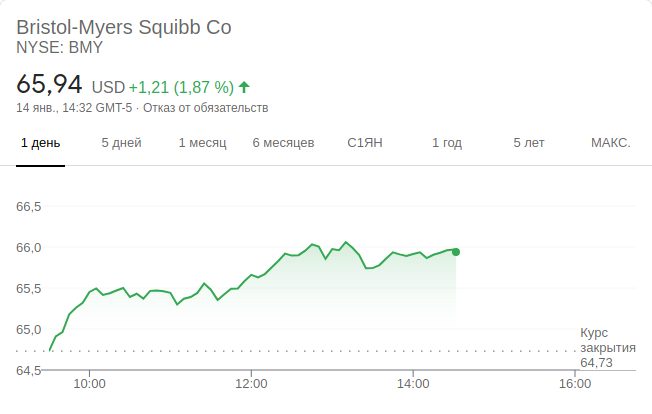 Bristol-Myers Squibb Co
NYSE: BMY
65,94 USD +1,21 (1,87 %)
14 янв., 14:32 GMT-5 · Отказ от обязательств
1 день 5 дней 1 месяц 6 месяцев С1ЯН 1 год 5 лет МАКС.
66,5
66,0
65,5
65,0
Курс
закрытия
64,73
64,5
10:00 12:00 14:00 16:00